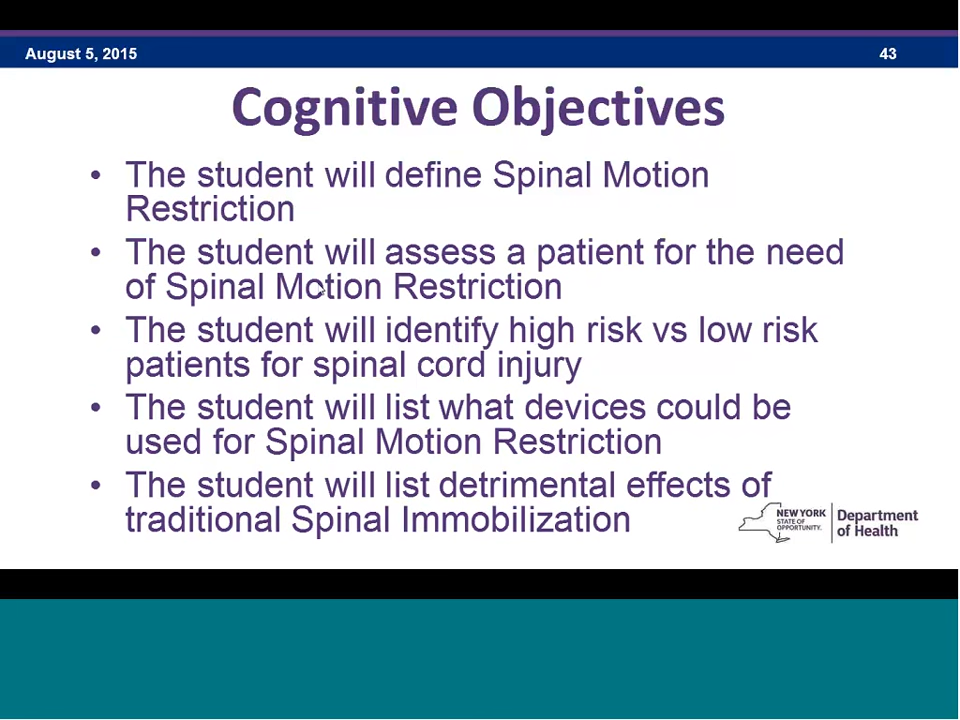 August 5, 2015 43
Cognitive Objectives
• The student will define Spinal Motion
Restriction
• The student will assess a patient for the need
of Spinal Motion Restriction
• The student will identify high risk vs low risk
patients for spinal cord injury
• The student will list what devices could be
used for Spinal Motion Restriction
• The student will list detrimental effects of
traditional Spinal Immobilization
NEW YORK
STATE OF
OPPORTUNITY.
Department
of Health